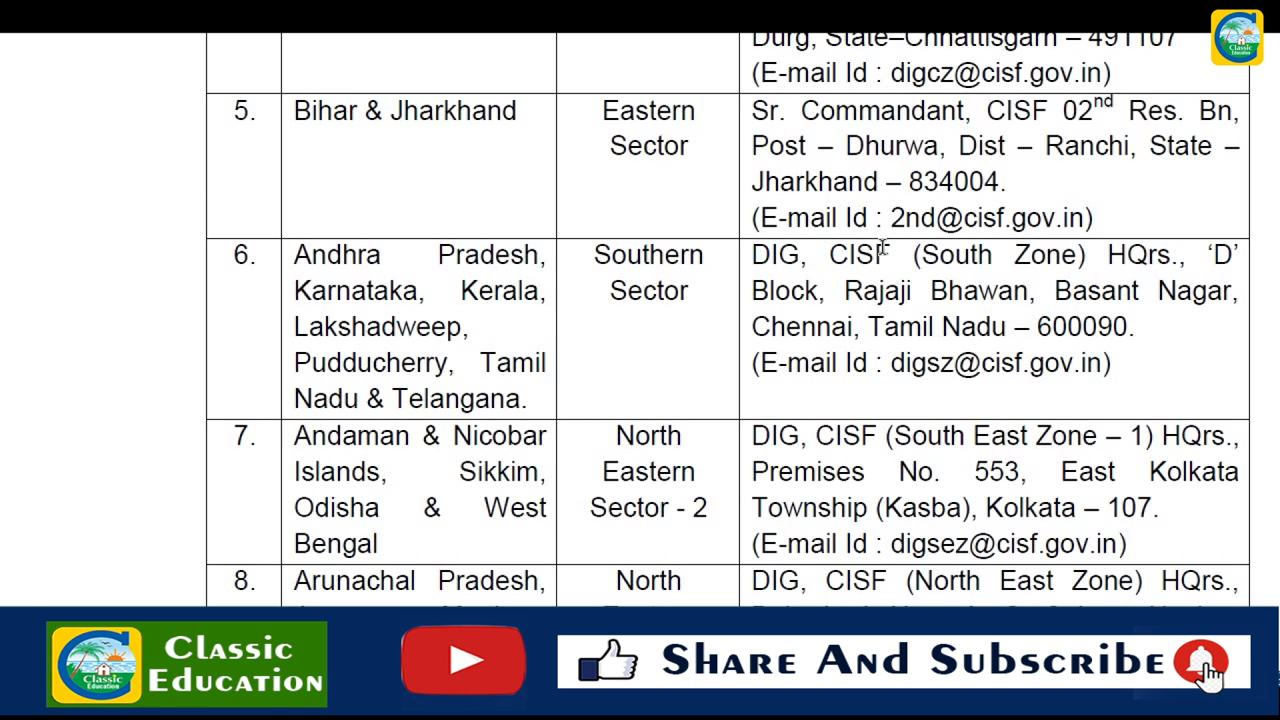 Durg, State–Chhattisgarh – 491107
(E-mail Id : digcz@cisf.gov.in)
5. Bihar & Jharkhand Eastern Sector Sr. Commandant, CISF 02nd Res. Bn,
Post – Dhurwa, Dist – Ranchi, State –
Jharkhand – 834004.
(E-mail Id : 2nd@cisf.gov.in)
6. Andhra Pradesh,
Karnataka, Kerala,
Lakshadweep,
Pudducherry, Tamil
Nadu & Telangana.
Southern
Sector
DIG, CISF (South Zone) HQrs., ‘D’
Block, Rajaji Bhawan, Basant Nagar,
Chennai, Tamil Nadu – 600090.
(E-mail Id : digsz@cisf.gov.in)
7. Andaman & Nicobar
Islands, Sikkim,
Odisha & West
Bengal
North
Eastern
Sector - 2
DIG, CISF (South East Zone – 1) HQrs.,
Premises No. 553, East Kolkata
Township (Kasba), Kolkata – 107.
(E-mail Id : digsez@cisf.gov.in)
8. Arunachal Pradesh,
North
DIG, CISF (North East Zone) HQrs.,
Classic
Education
Classic
Education
Classic
Education
Share And Subscribe